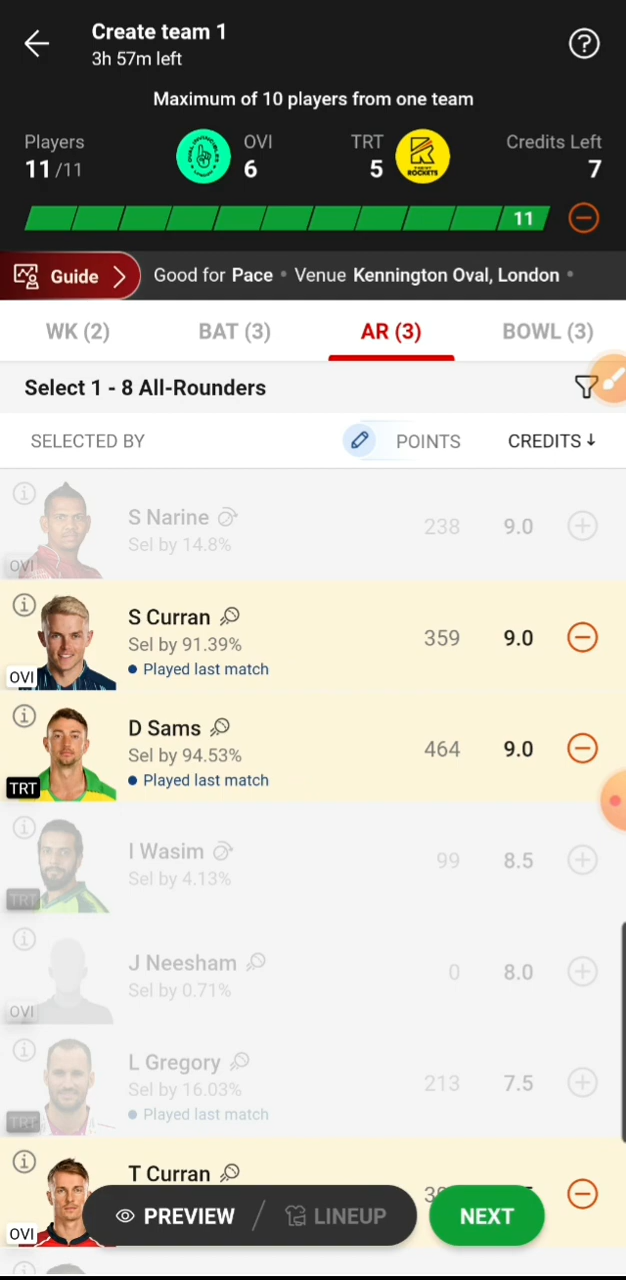 Create team 1
3h 57m left
Maximum of 10 players from one team
Players
11/11
OVI
6
TRT
5
ROCKETS
Credits Left
7
11
Guide
Good for Pace • Venue Kennington Oval, London •
WK (2)
BAT (3)
AR (3)
BOWL (3)
Select 1 - 8 All-Rounders
SELECTED BY
POINTS
CREDITS↓
S Narine
Sel by 14.8%
238
9.0
OVI
S Curran
Sel by 91.39%
• Played last match
359
9.0
OVI
D Sams
Sel by 94.53%
• Played last match
464
9.0
TRT
I Wasim
Sel by 4.13%
99
8.5
TRT
J Neesham
Sel by 0.71%
0
8.0
OVI
L Gregory
Sel by 16.03%
• Played last match
213
7.5
TRT
T Curran
OVI
PREVIEW / LINEUP
NEXT